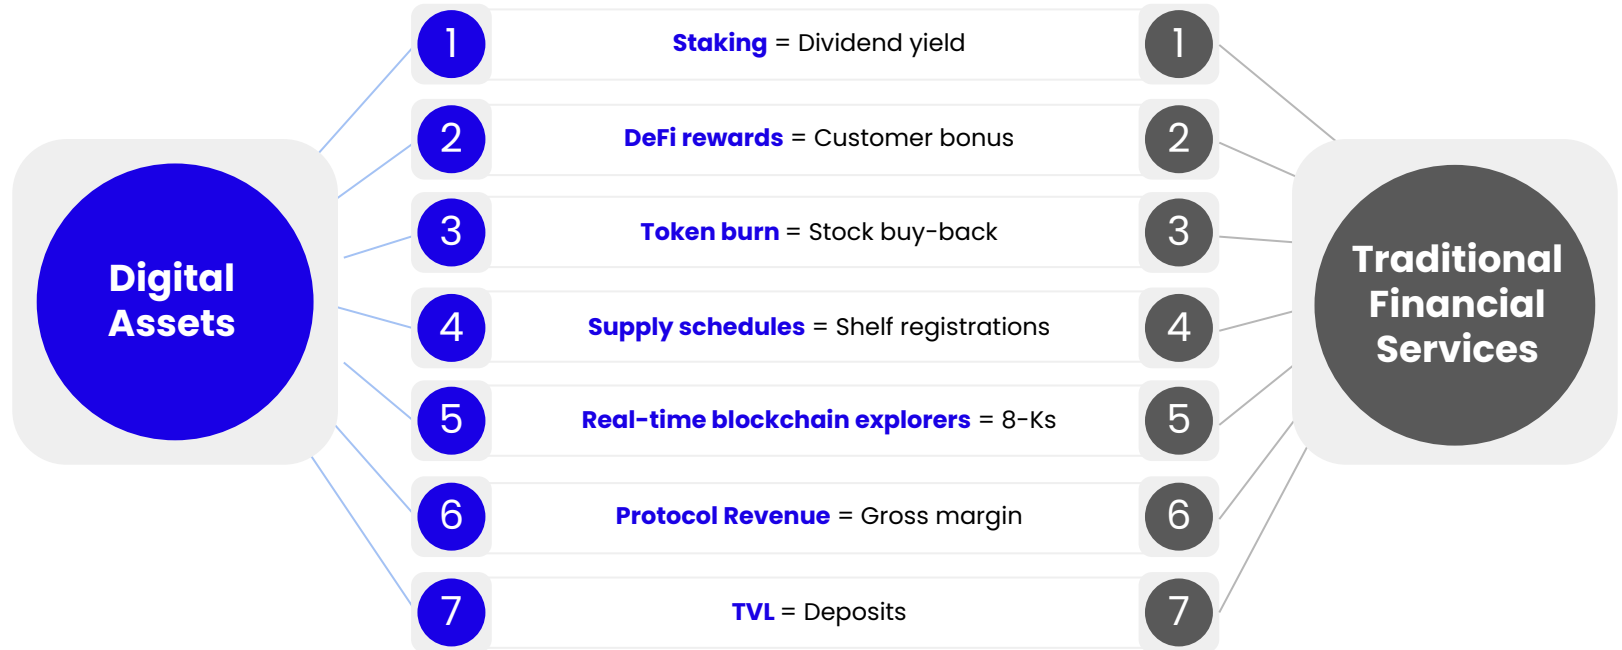 1 Staking = Dividend yield 1
2 DeFi rewards = Customer bonus 2
3 Token burn = Stock buy-back 3
Digital
Assets
4 Supply schedules = Shelf registrations 4
5 Real-time blockchain explorers = 8-Ks 5
6 Protocol Revenue = Gross margin 6
7 TVL = Deposits 7
Traditional
Financial
Services